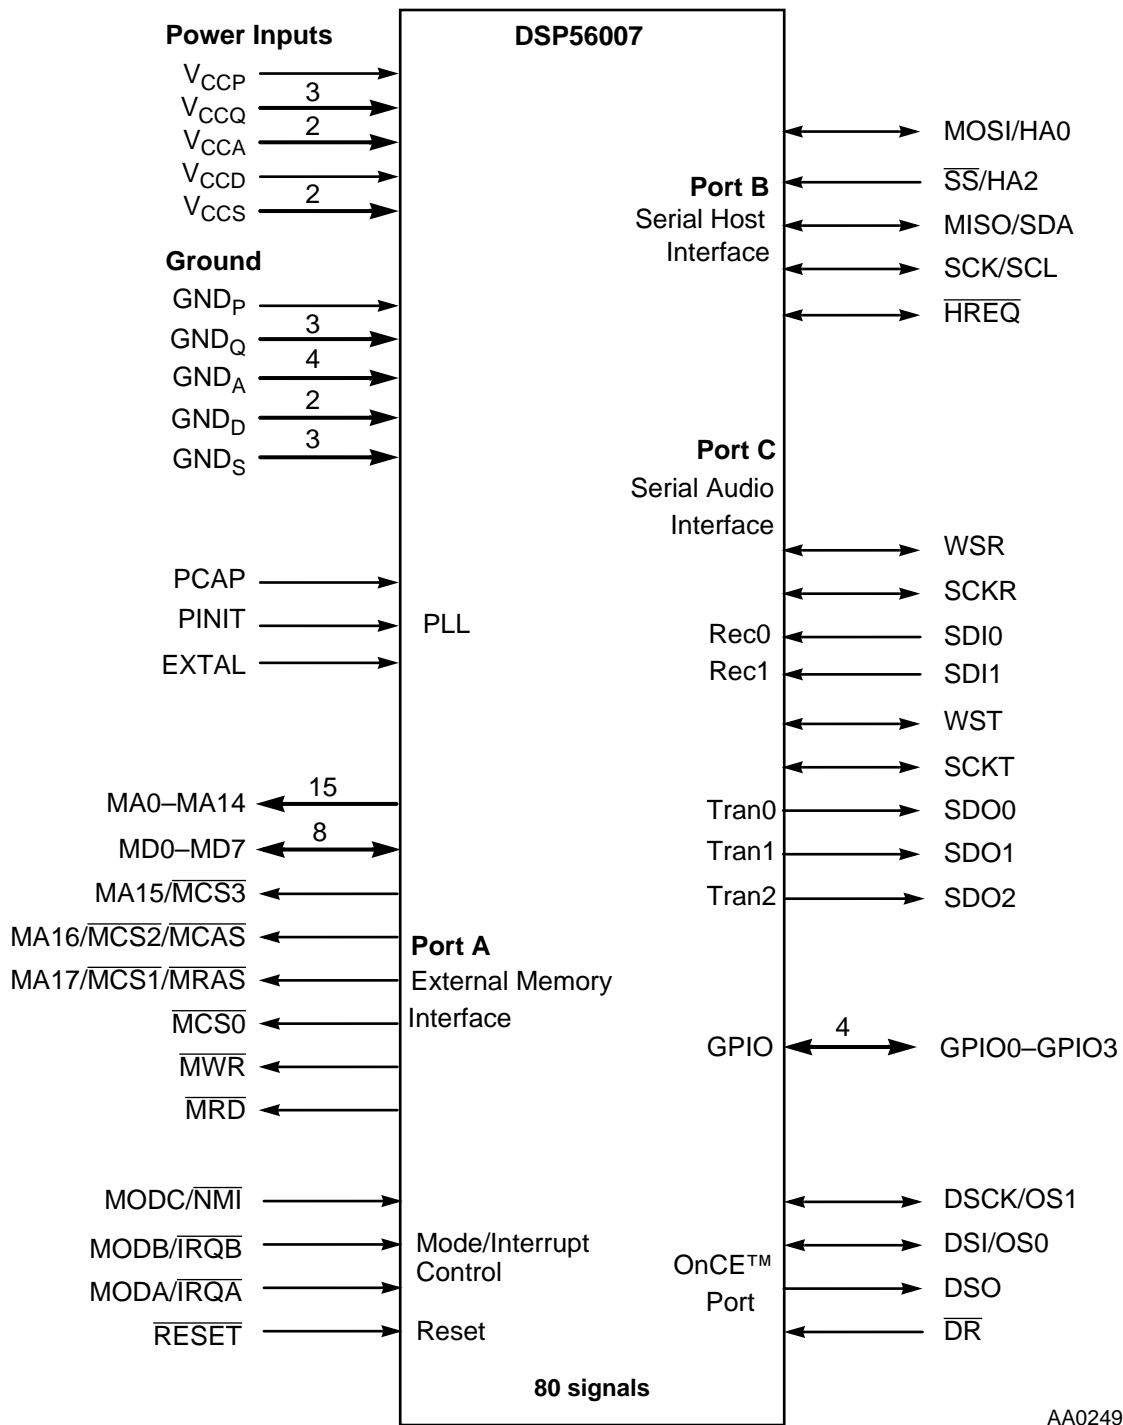 DSP56007
Power Inputs
VCCP
3
VCCQ
2
VCCA
VCCD
2
VCCS
Ground
GNDP
3
GNDQ
4
GNDA
2
GNDD
3
GNDS
PCAP
PINIT
PLL
EXTAL
15
MA0–MA14
8
MD0–MD7
MA15/MCS3
MA16/MCS2/MCAS
MA17/MCS1/MRAS
MCS0
MWR
MRD
Port A
External Memory
Interface
MODC/NMI
MODB/IRQB
MODA/IRQA
Mode/Interrupt
Control
RESET
Reset
Port B
Serial Host
Interface
MOSI/HA0
SS/HA2
MISO/SDA
SCK/SCL
HREQ
Port C
Serial Audio
Interface
WSR
SCKR
Rec0 SDI0
Rec1 SDI1
WST
SCKT
Tran0 SDO0
Tran1 SDO1
Tran2 SDO2
4
GPIO GPIO0–GPIO3
OnCE™
Port
DSCK/OS1
DSI/OS0
DSO
DR
80 signals
AA0249